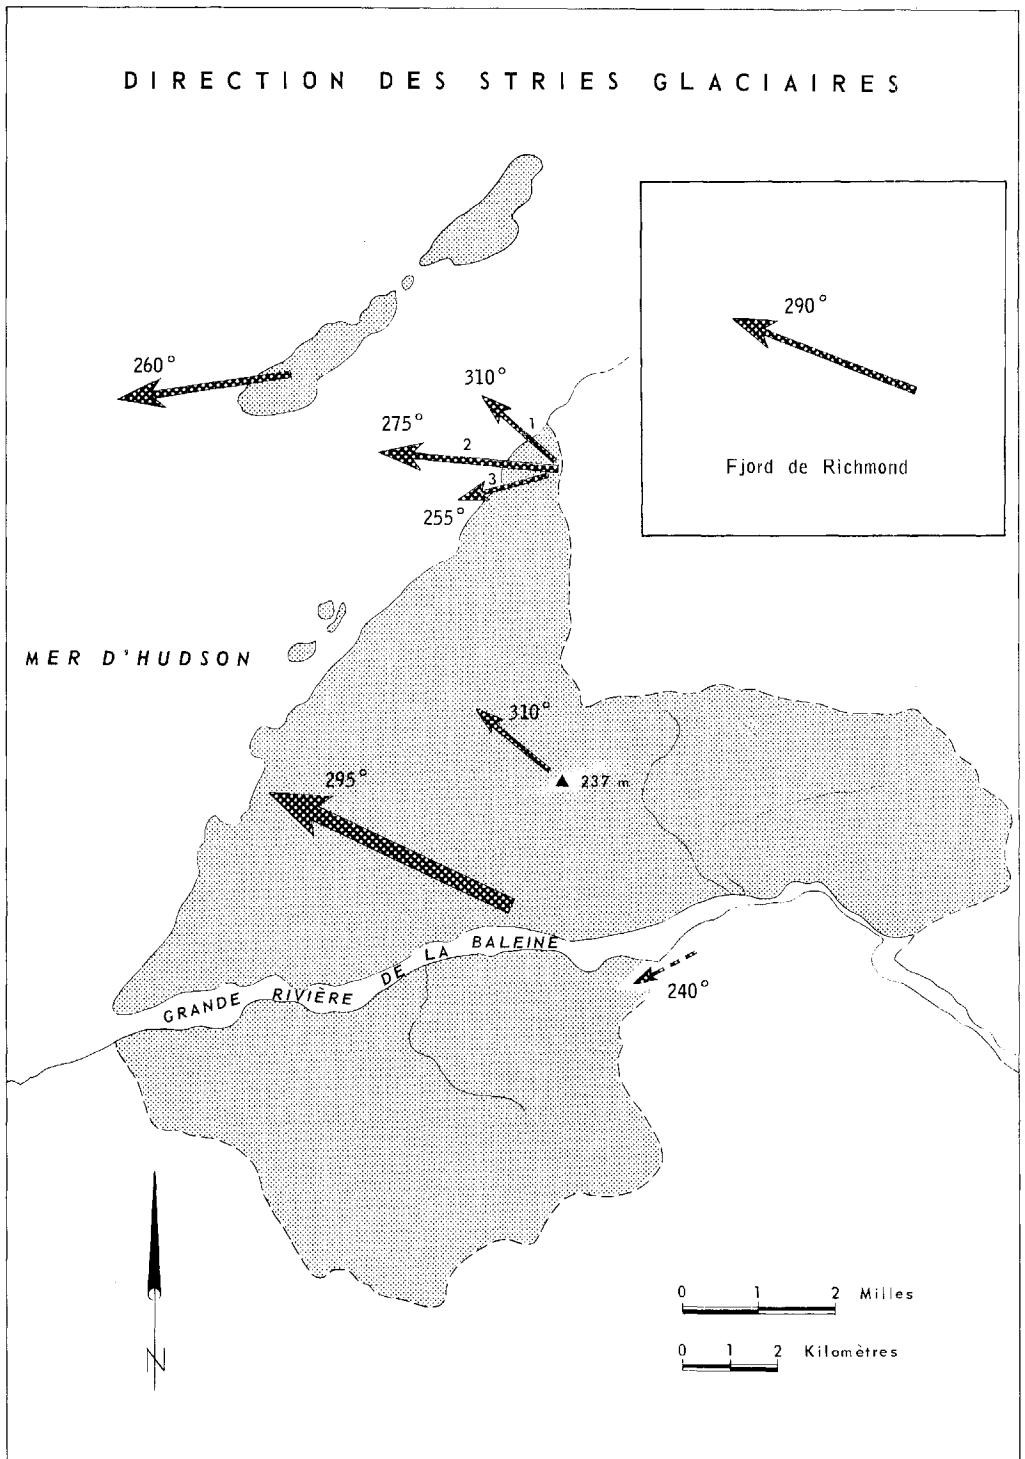 DIRECTION DES STRIES GLACIAIRES
290°
260°
310°
275°
1
2
3
255°
Fjord de Richmond
MER D'HUDSON
310°
295°
237 m
GRANDE RIVIÈRE DE LA BALEINE
240°
0 1 2 Milles
0 1 2 Kilomètres
N